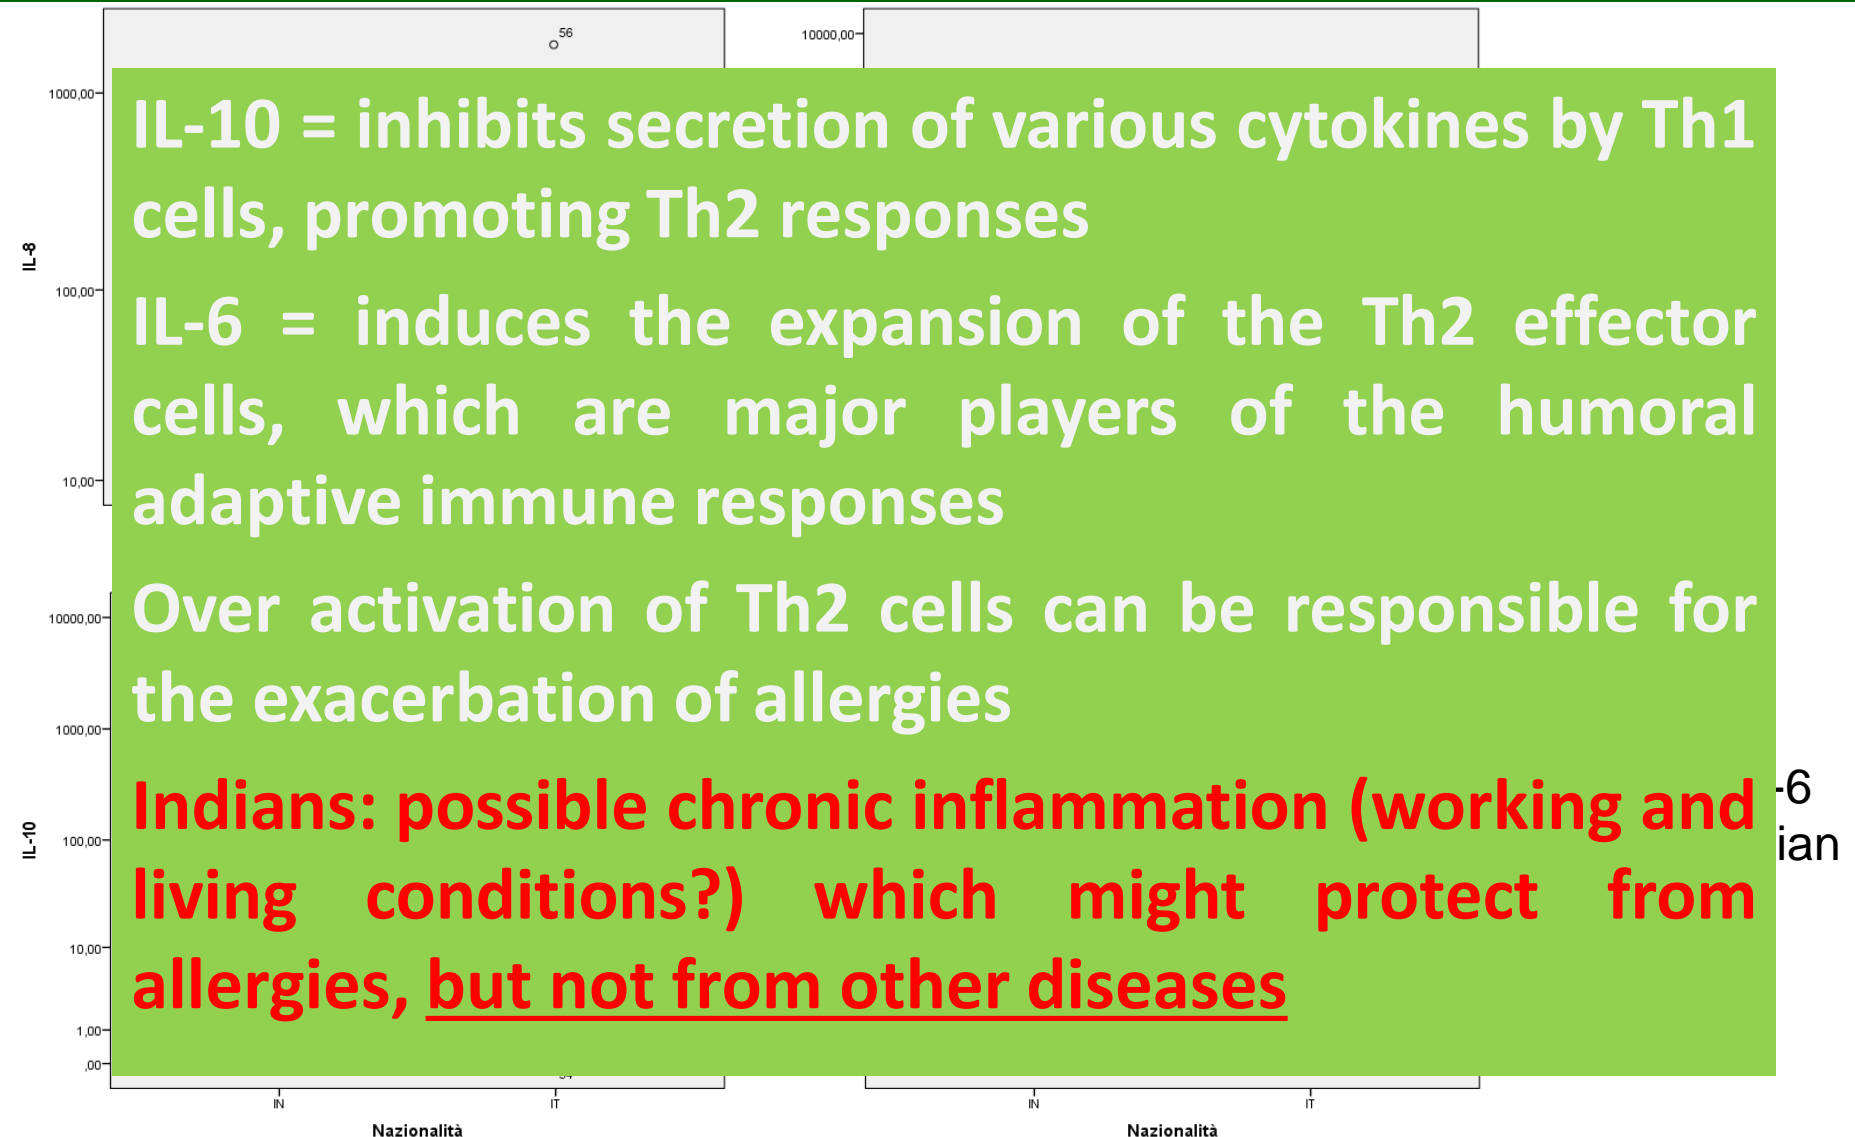 56
10000,00
1000,00
IL-8
100,00
10,00
IL-10 = inhibits secretion of various cytokines by Th1
cells, promoting Th2 responses
IL-6 = induces the expansion of the Th2 effector
cells, which are major players of the humoral
adaptive immune responses
Over activation of Th2 cells can be responsible for
the exacerbation of allergies
Indians: possible chronic inflammation (working and
living conditions?) which might protect from
allergies, but not from other diseases
-6
ian
10000,00
1000,00
IL-10
100,00
10,00
1,00
,00
IN IT
Nazionalità
IN IT
Nazionalità